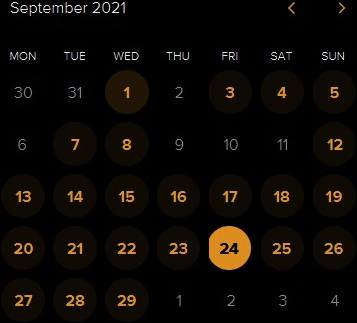 September 2021
MON TUE WED THU FRI SAT SUN
30 31 1 2 3 4 5
6 7 8 9 10 11 12
13 14 15 16 17 18 19
20 21 22 23 24 25 26
27 28 29 1 2 3 4